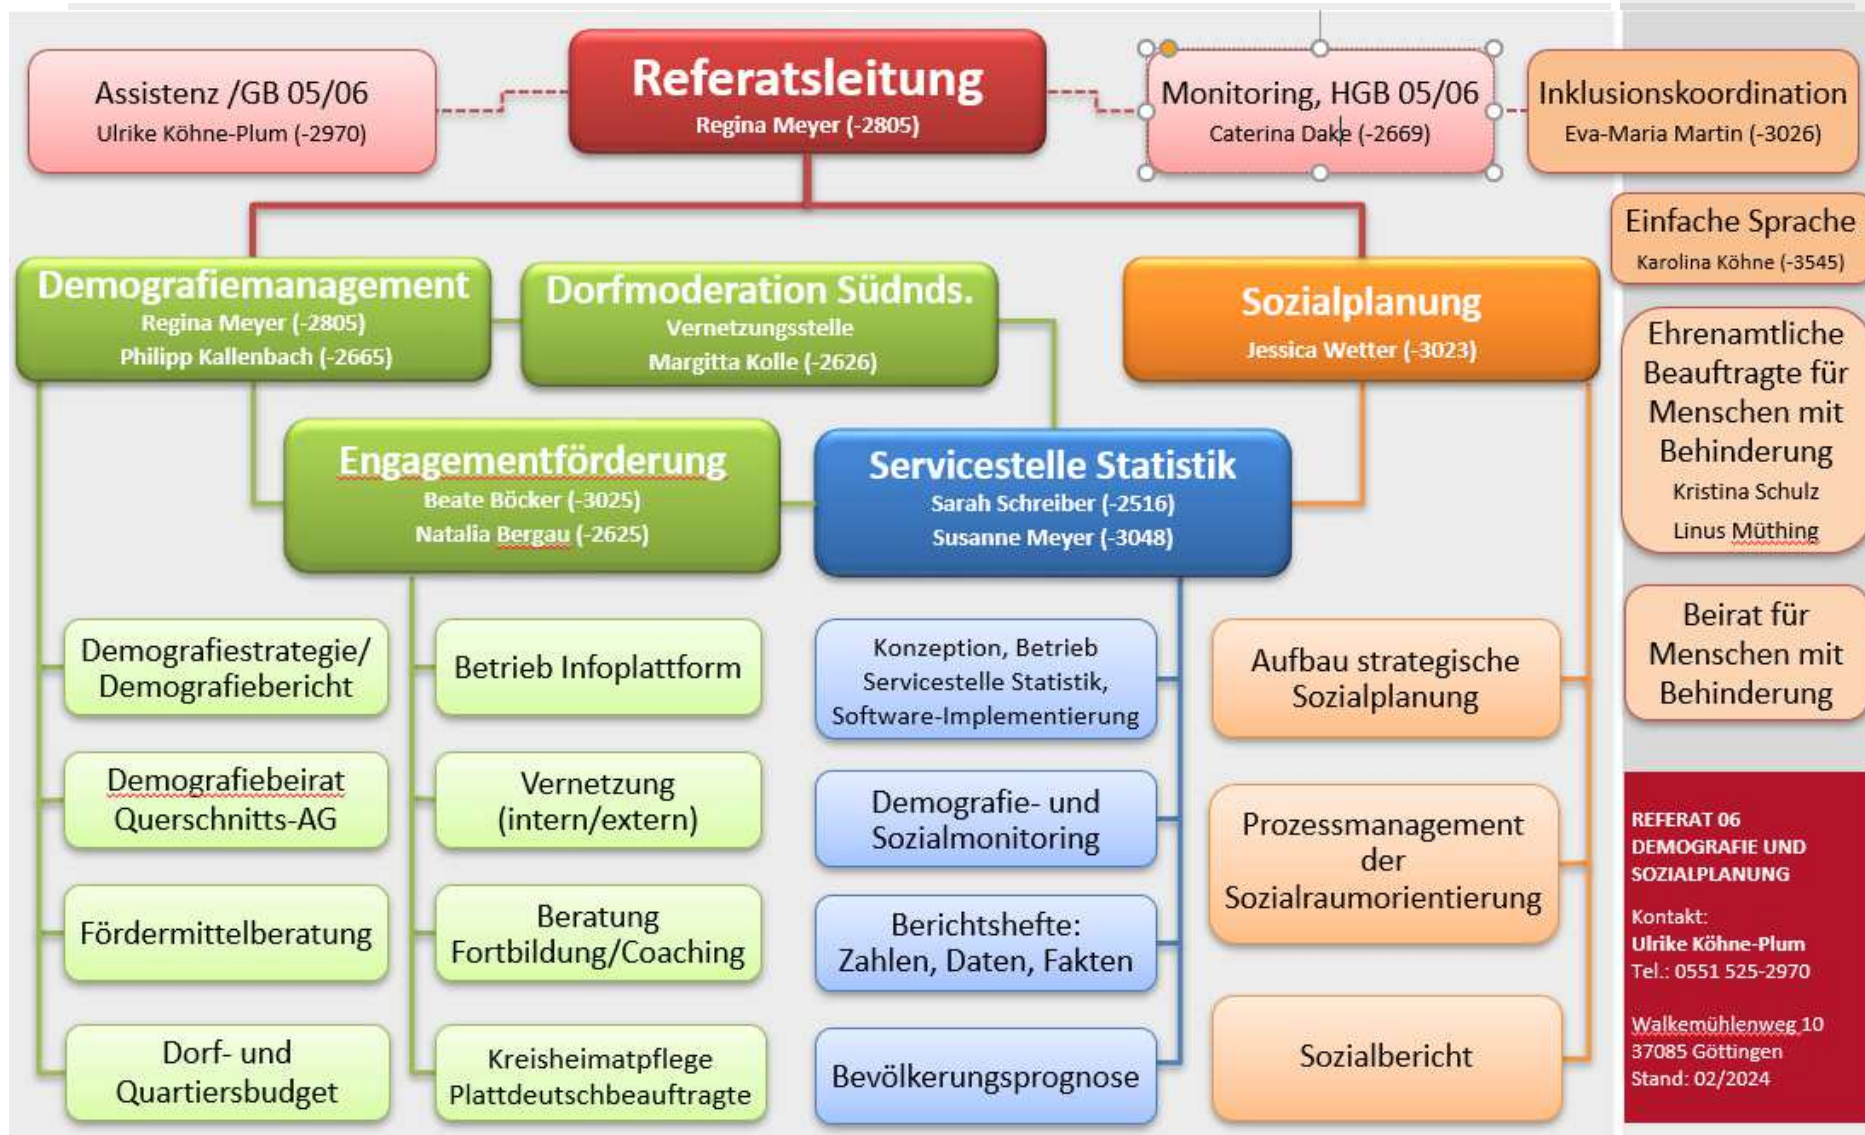 Assistenz /GB 05/06
Ulrike Köhne-Plum (-2970)
Referatsleitung
Regina Meyer (-2805)
Monitoring, HGB 05/06
Caterina Dake (-2669)
Inklusionskoordination
Eva-Maria Martin (-3026)
Einfache Sprache
Karolina Köhne (-3545)
Demografiemanagement
Regina Meyer (-2805)
Philipp Kallenbach (-2665)
Dorfmoderation Südnds.
Vernetzungsstelle
Margitta Kolle (-2626)
Sozialplanung
Jessica Wetter (-3023)
Ehrenamtliche
Beauftragte für
Menschen mit
Behinderung
Kristina Schulz
Linus Müthing
Engagementförderung
Beate Böcker (-3025)
Natalia Bergau (-2625)
Servicestelle Statistik
Sarah Schreiber (-2516)
Susanne Meyer (-3048)
Beirat für
Menschen mit
Behinderung
Demografiestrategie/
Demografiebericht
Demografiebeirat
Querschnitts-AG
Fördermittelberatung
Dorf- und
Quartiersbudget
Betrieb Infoplattform
Vernetzung
(intern/extern)
Beratung
Fortbildung/Coaching
Kreisheimatpflege
Plattdeutschbeauftragte
Konzeption, Betrieb
Servicestelle Statistik,
Software-Implementierung
Demografie- und
Sozialmonitoring
Berichtshefte:
Zahlen, Daten, Fakten
Bevölkerungsprognose
Aufbau strategische
Sozialplanung
Prozessmanagement
der
Sozialraumorientierung
Sozialbericht
REFERAT 06
DEMOGRAFIE UND
SOZIALPLANUNG
Kontakt:
Ulrike Köhne-Plum
Tel.: 0551 525-2970
Walkemühlenweg 10
37085 Göttingen
Stand: 02/2024